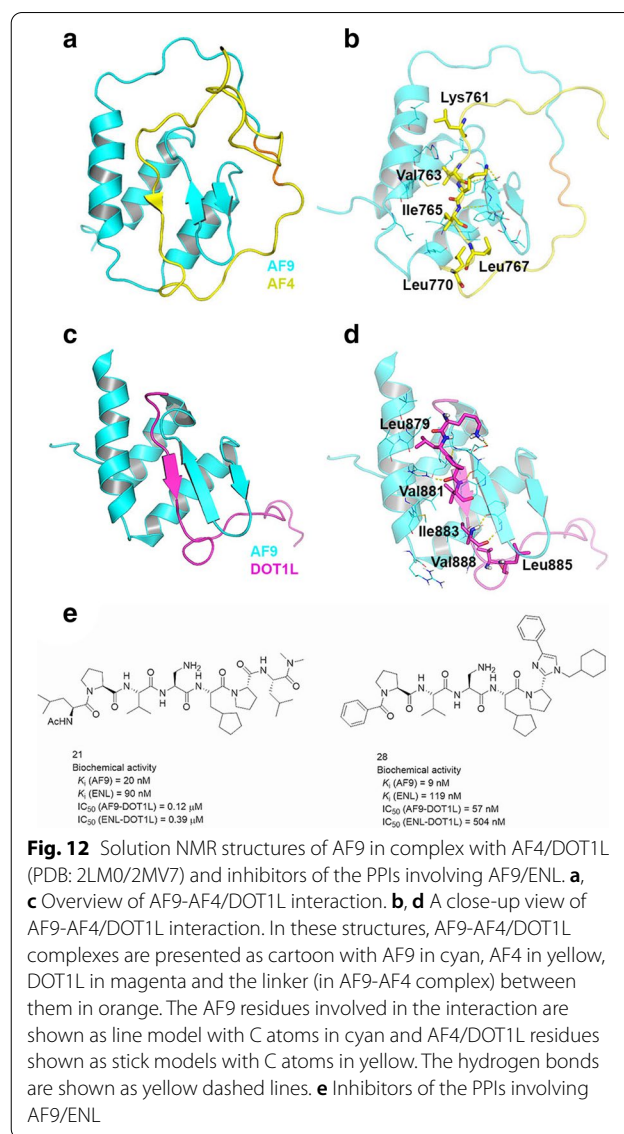 a
b
Lys761
Val763
Ile765
Leu767
Leu770
AF9
AF4
c
d
Leu879
Val881
Ile883
Val888
Leu885
AF9
DOT1L
e
NH2
O
H
N
O
H
N
O
N
N
N
H
O
N
H
O
AcHN
O
O
N
N
N
H
N
O
NH2
H
N
O
N
N
H
O
N
H
O
O
21
Biochemical activity
Ki (AF9) = 20 nM
Ki (ENL) = 90 nM
IC50 (AF9-DOT1L) = 0.12 μM
IC50 (ENL-DOT1L) = 0.39 μM
28
Biochemical activity
Ki (AF9) = 9 nM
Ki (ENL) = 119 nM
IC50 (AF9-DOT1L) = 57 nM
IC50 (ENL-DOT1L) = 504 nM
Fig. 12 Solution NMR structures of AF9 in complex with AF4/DOT1L
(PDB: 2LM0/2MV7) and inhibitors of the PPIs involving AF9/ENL. a,
c Overview of AF9-AF4/DOT1L interaction. b, d A close-up view of
AF9-AF4/DOT1L interaction. In these structures, AF9-AF4/DOT1L
complexes are presented as cartoon with AF9 in cyan, AF4 in yellow,
DOT1L in magenta and the linker (in AF9-AF4 complex) between
them in orange. The AF9 residues involved in the interaction are
shown as line model with C atoms in cyan and AF4/DOT1L residues
shown as stick models with C atoms in yellow. The hydrogen bonds
are shown as yellow dashed lines. e Inhibitors of the PPIs involving
AF9/ENL